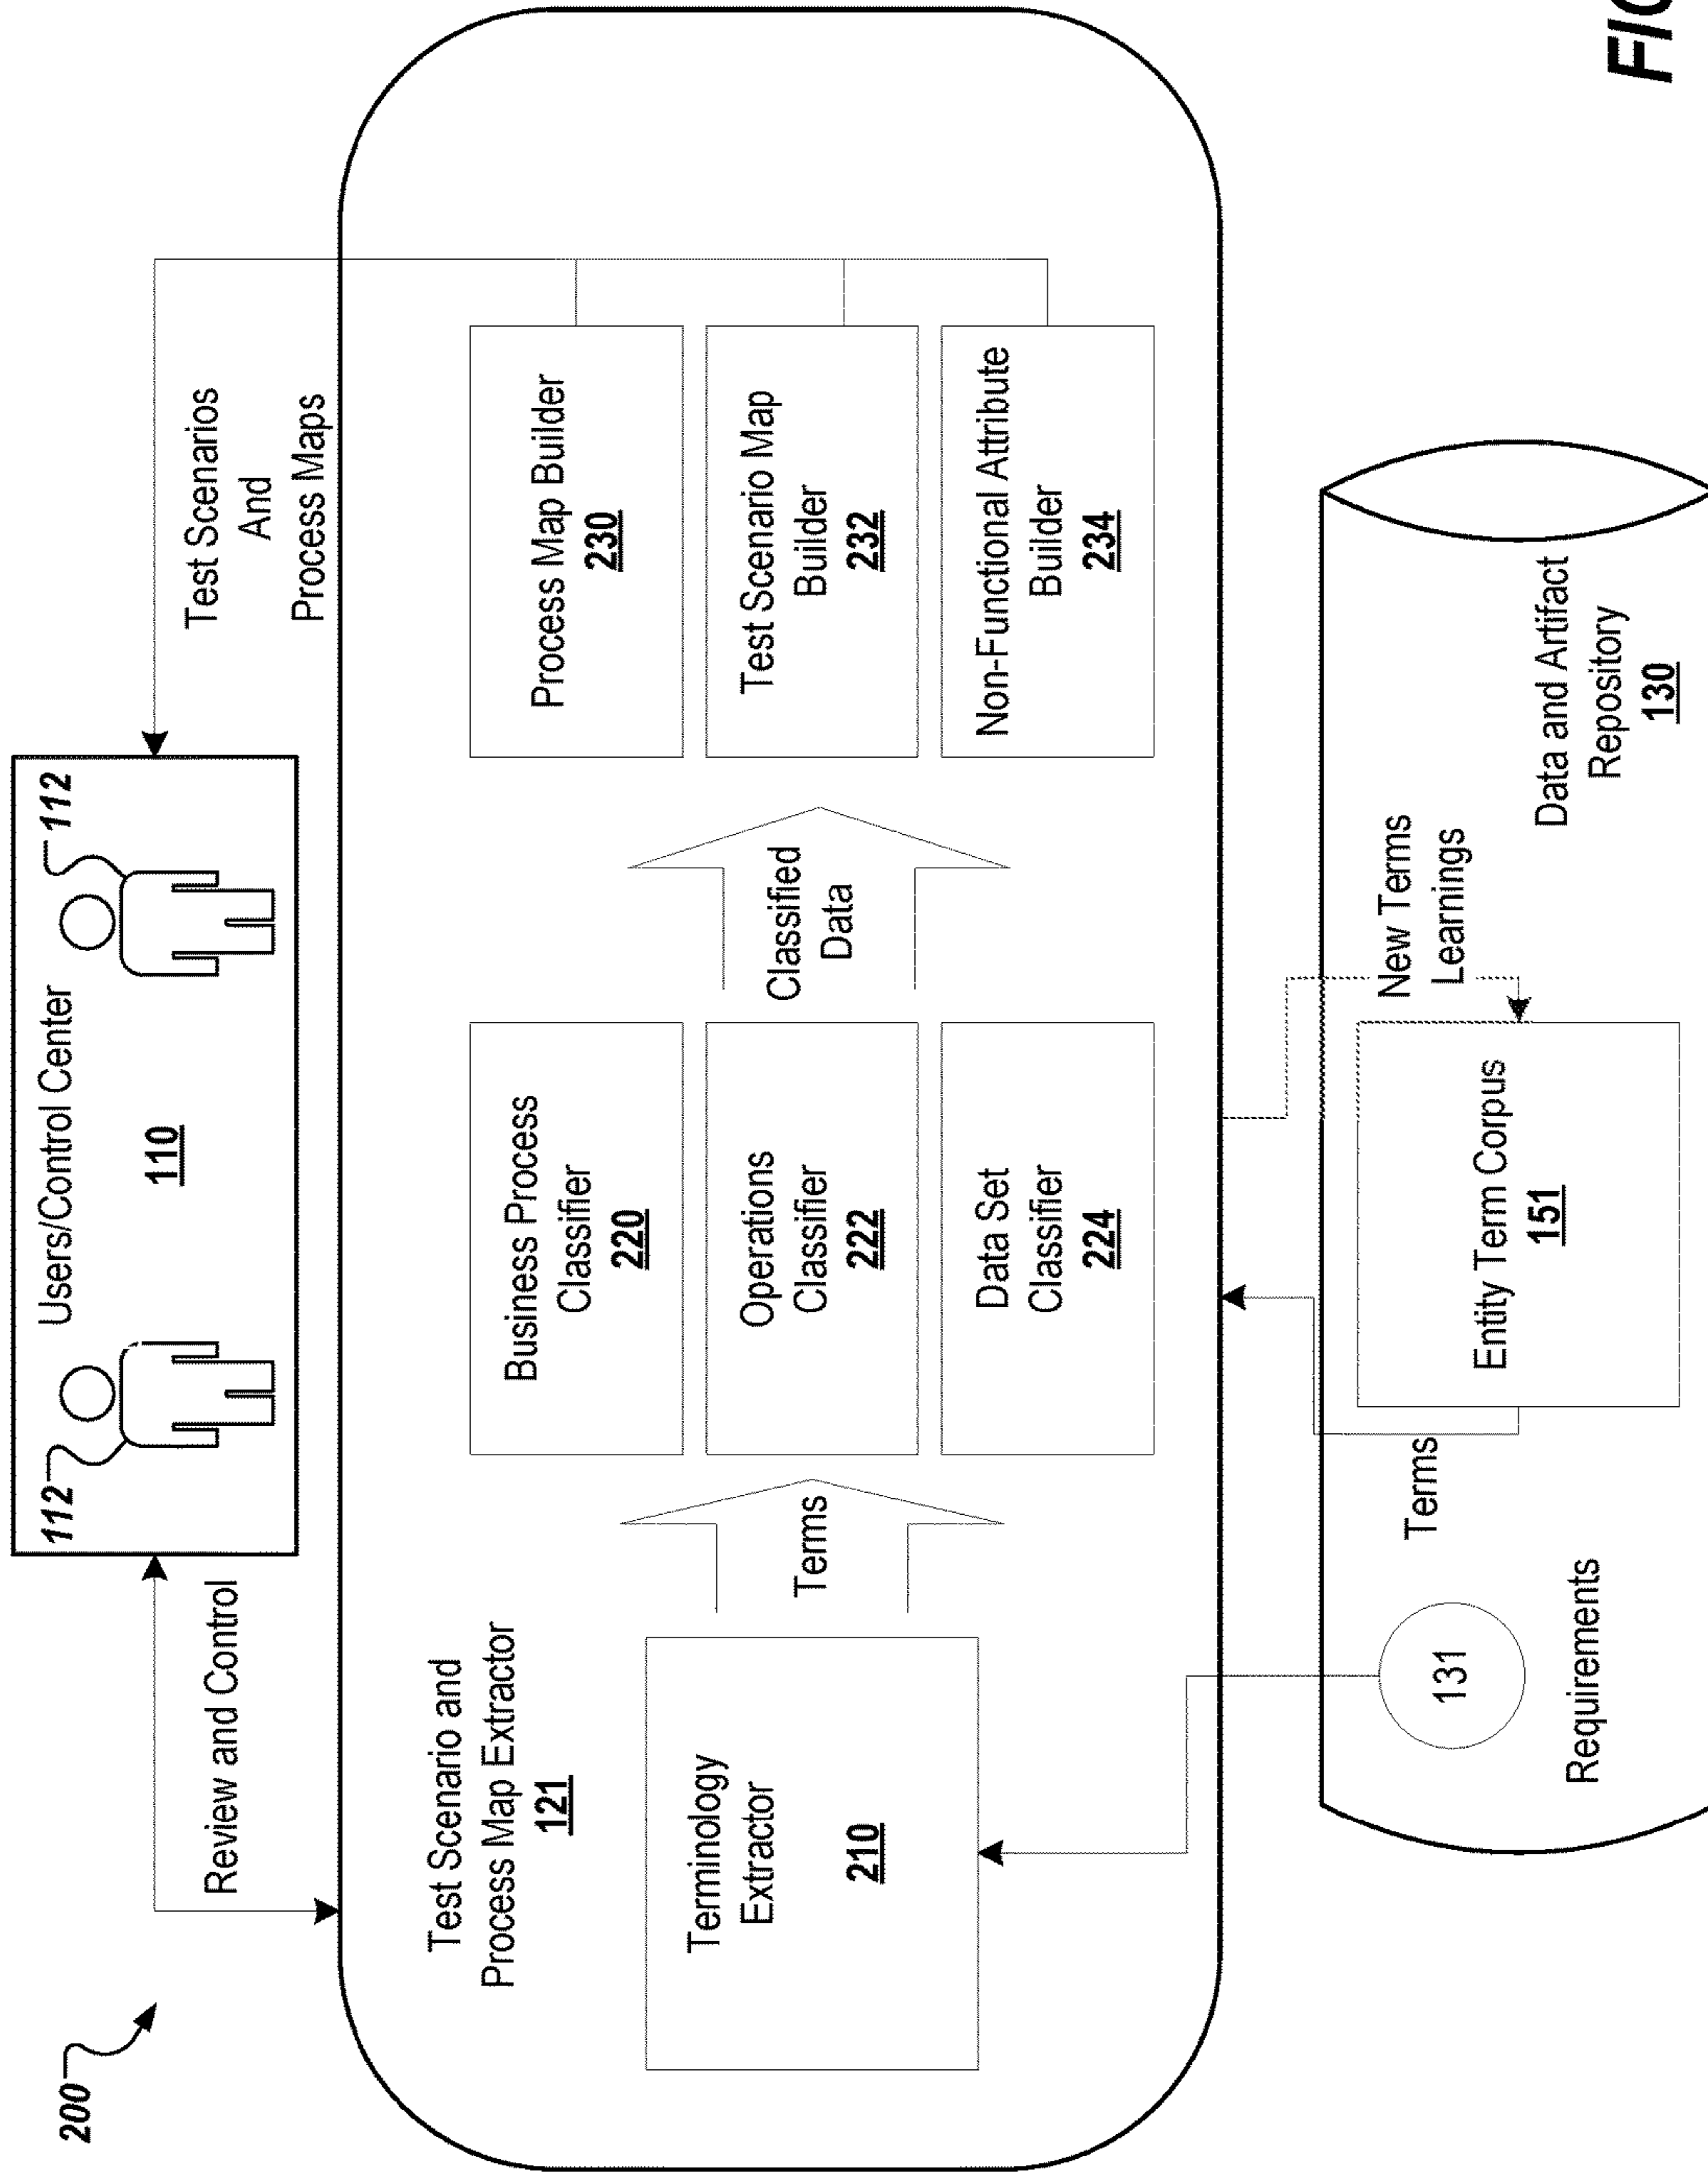 200
Review and Control
112
Users/Control Center
110
112
Test Scenarios
And
Process Maps
Test Scenario and
Process Map Extractor
121
Terminology
Extractor
210
Terms
Business Process
Classifier
220
Operations
Classifier
222
Data Set
Classifier
224
Classified
Data
Process Map Builder
230
Test Scenario Map
Builder
232
Non-Functional Attribute
Builder
234
131
Requirements
Terms
Entity Term Corpus
151
New Terms
Learnings
Data and Artifact
Repository
130